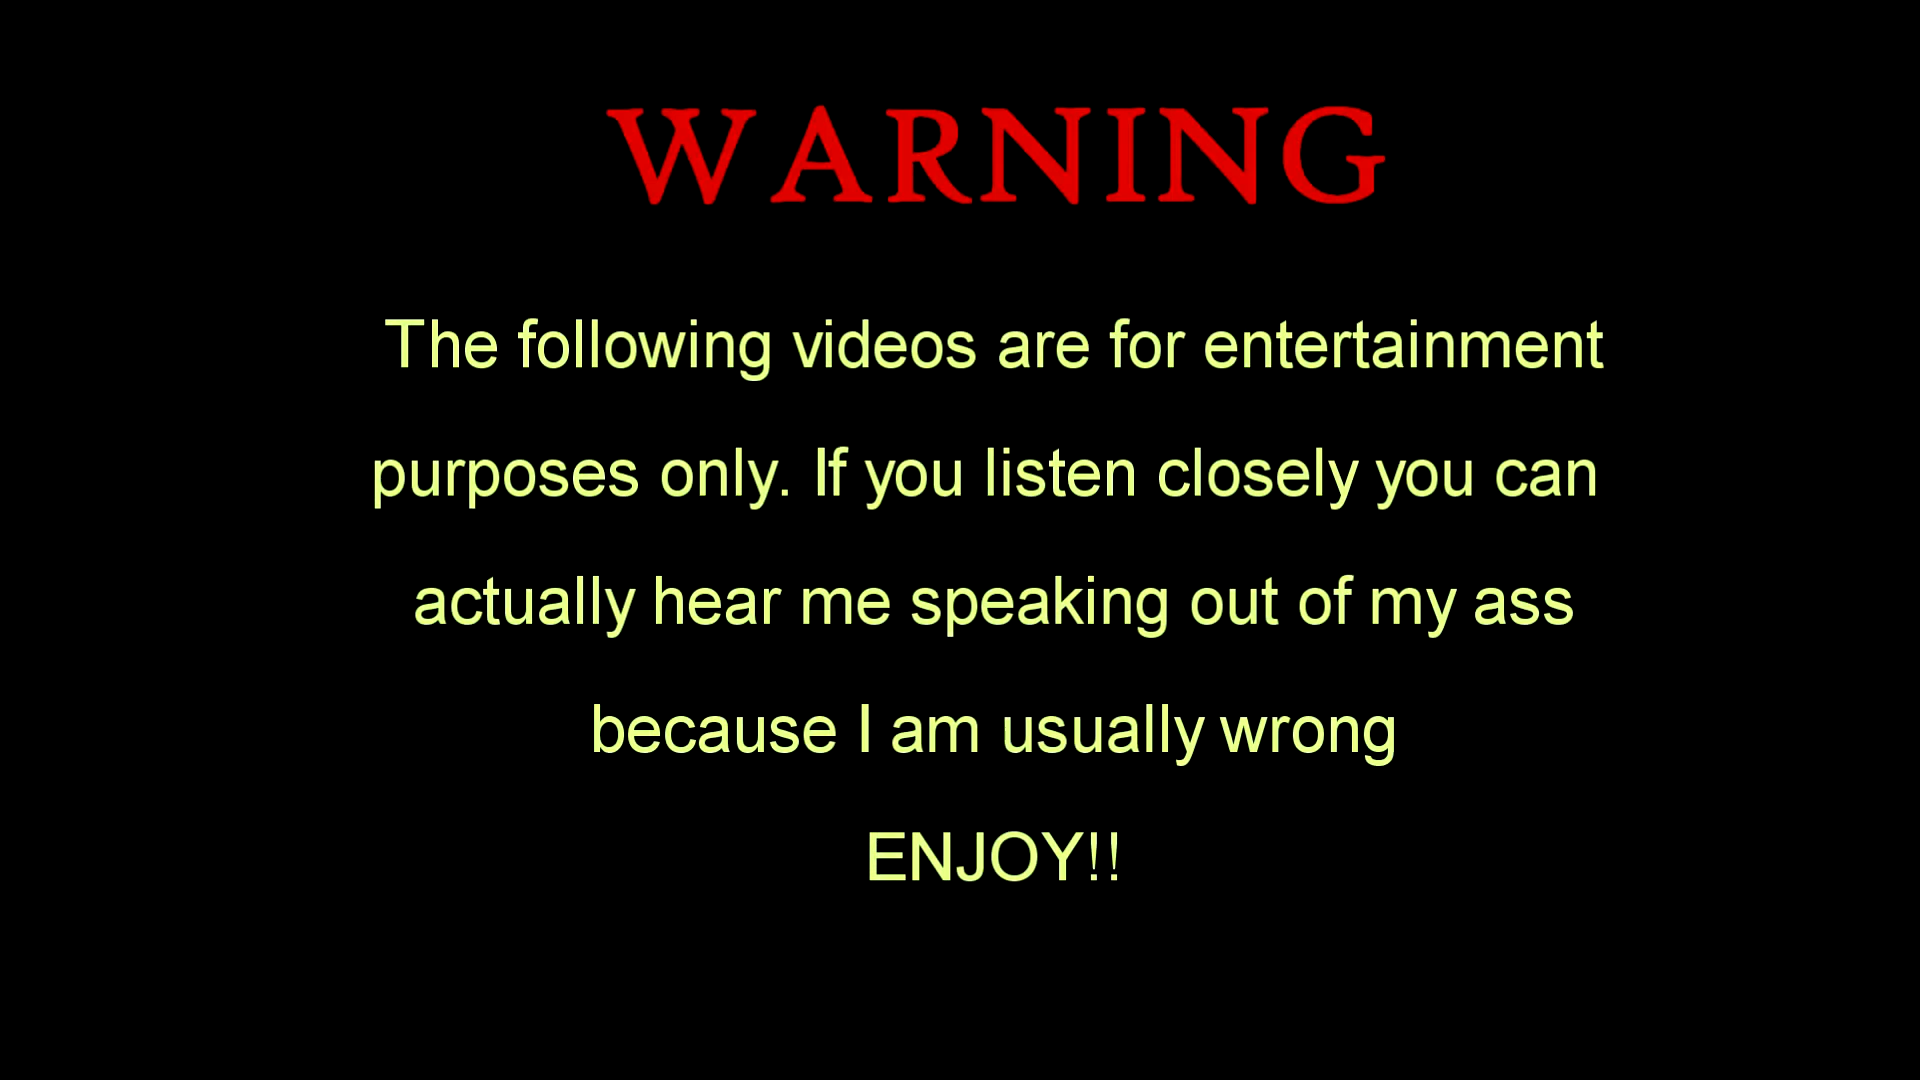 WARNING
The following videos are for entertainment
purposes only. If you listen closely you can
actually hear me speaking out of my ass
because I am usually wrong
ENJOY!!